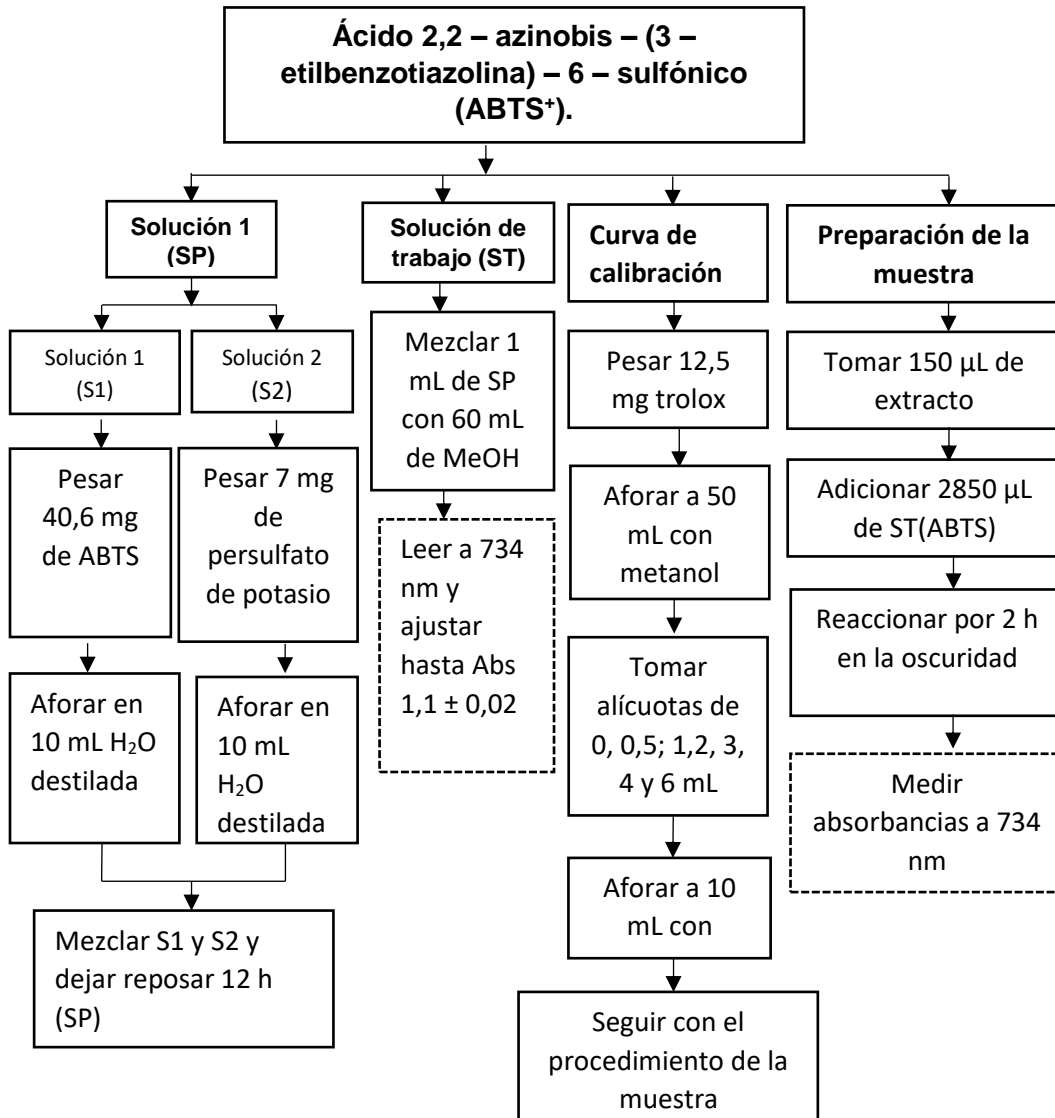 Ácido 2,2 – azinobis – (3 –
etilbenzotiazolina) – 6 – sulfónico
(ABTS⁺).
Solución 1
(SP)
Solución 1
(S1)
Pesar
40,6 mg
de ABTS
Aforar en
10 mL H₂O
destilada
Solución 2
(S2)
Pesar 7 mg
de
persulfato
de potasio
Aforar en
10 mL
H₂O
destilada
Mezclar S1 y S2 y
dejar reposar 12 h
(SP)
Solución de
trabajo (ST)
Mezclar 1
mL de SP
con 60 mL
de MeOH
Leer a 734
nm y
ajustar
hasta Abs
1,1 ± 0,02
Curva de
calibración
Pesar 12,5
mg trolox
Aforar a 50
mL con
metanol
Tomar
alícuotas de
0, 0,5; 1,2, 3,
4 y 6 mL
Aforar a 10
mL con
Seguir con el
procedimiento de la
muestra
Preparación de la
muestra
Tomar 150 µL de
extracto
Adicionar 2850 µL
de ST(ABTS)
Reaccionar por 2 h
en la oscuridad
Medir
absorbancias a 734
nm